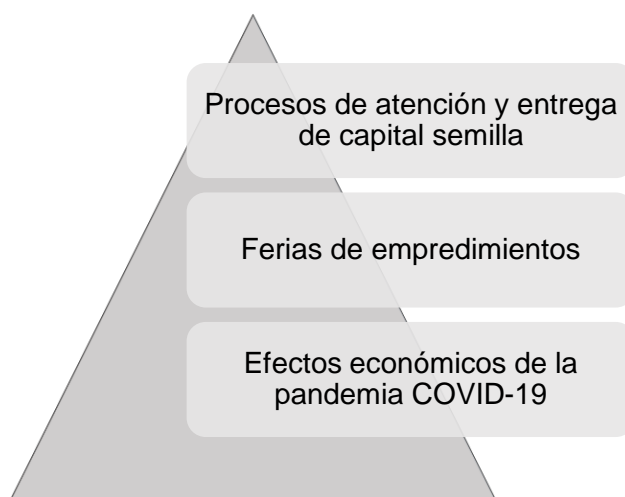 Procesos de atención y entrega
de capital semilla
Ferias de empredimientos
Efectos económicos de la
pandemia COVID-19